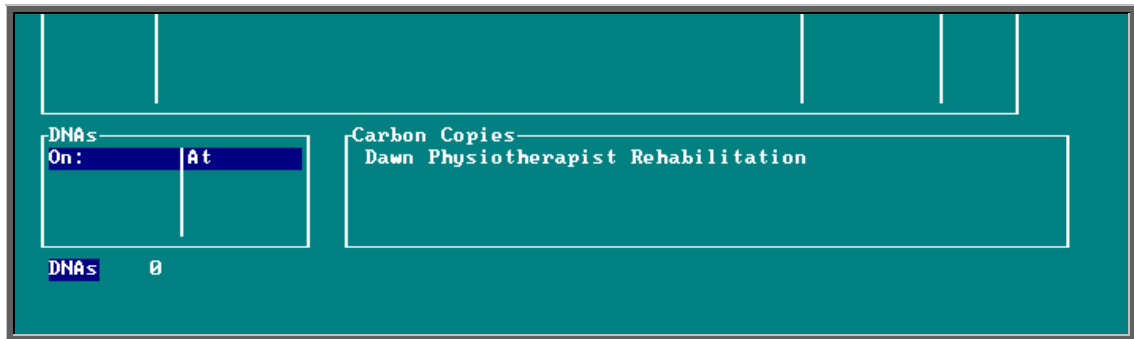 DNAs
On: At
Carbon Copies
Dawn Physiotherapist Rehabilitation
DNAs 0